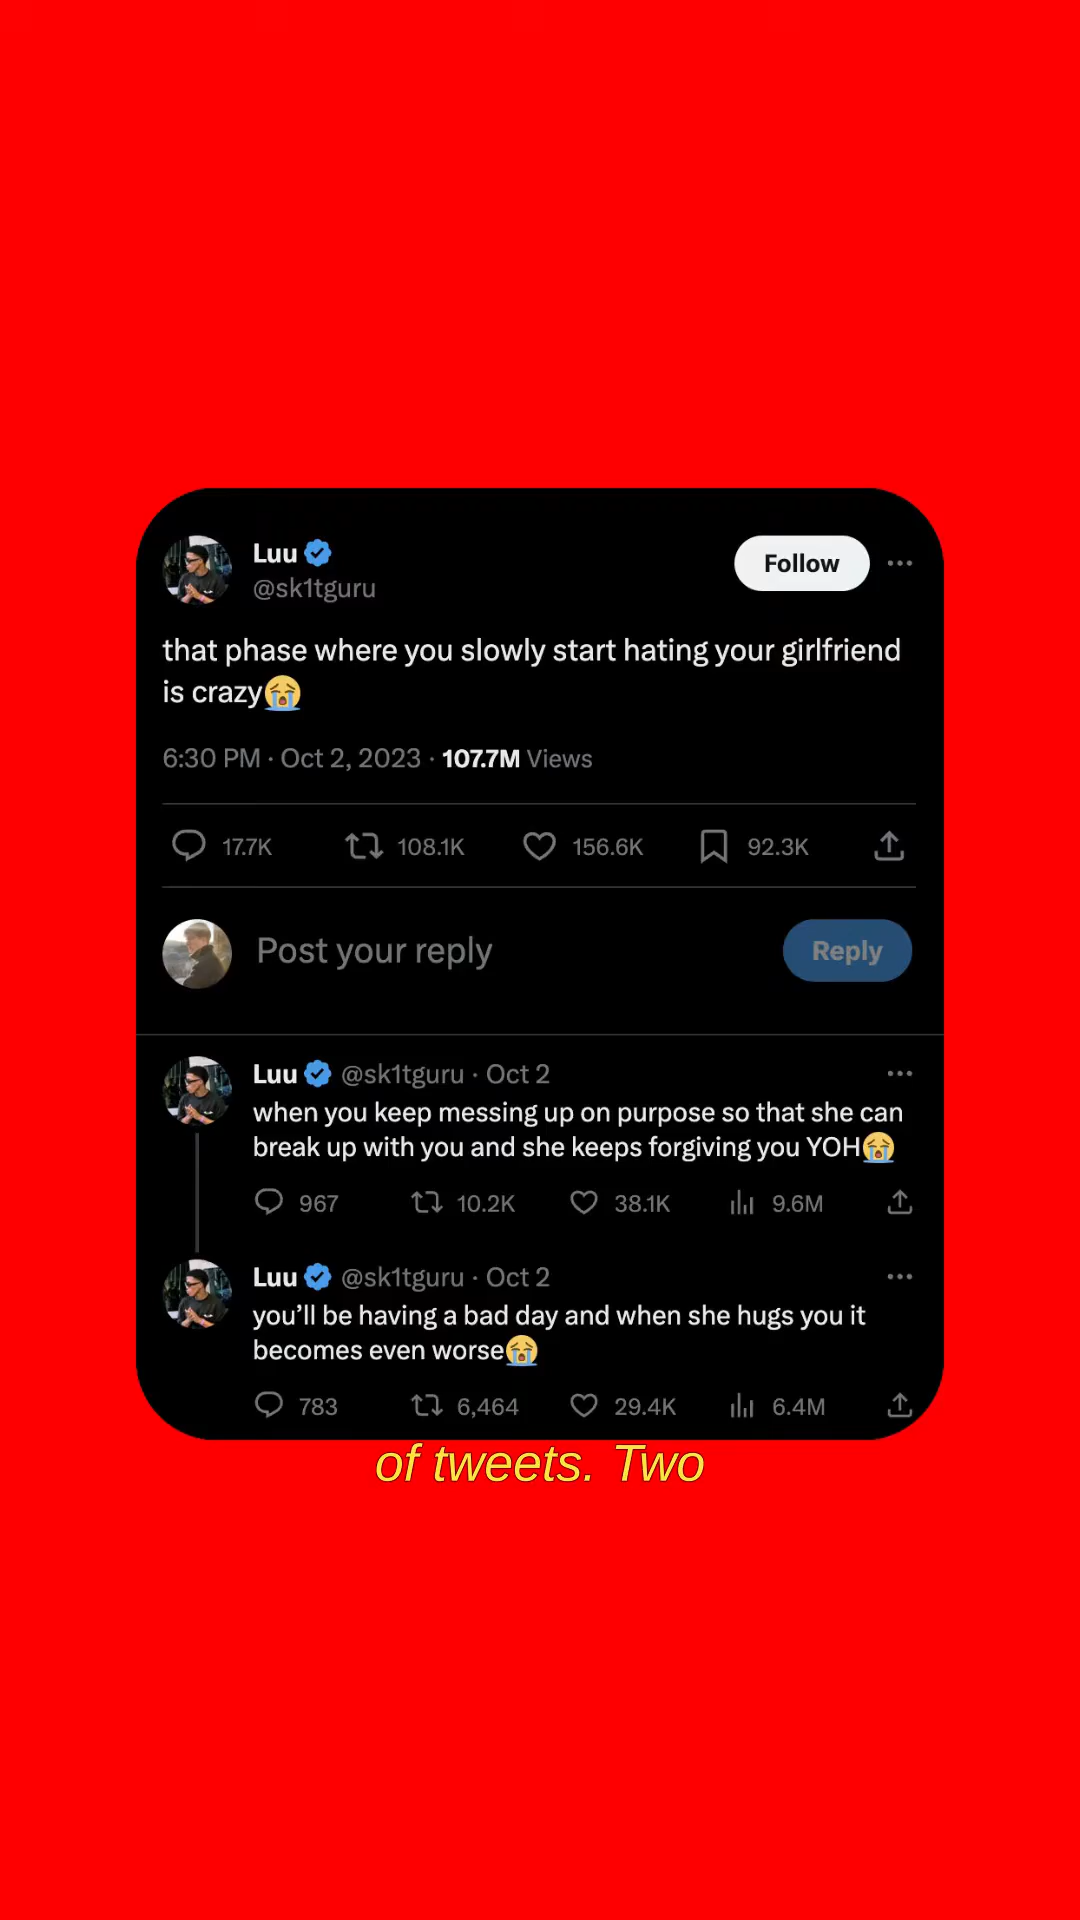 Luu
@sk1tguru
Follow
that phase where you slowly start hating your girlfriend
is crazy😭
6:30 PM · Oct 2, 2023 · 107.7M Views
17.7K 108.1K 156.6K 92.3K
Post your reply
Reply
Luu @sk1tguru · Oct 2
when you keep messing up on purpose so that she can
break up with you and she keeps forgiving you YOH😭
967 10.2K 38.1K 9.6M
Luu @sk1tguru · Oct 2
you’ll be having a bad day and when she hugs you it
becomes even worse😭
783 6,464 29.4K 6.4M
of tweets. Two